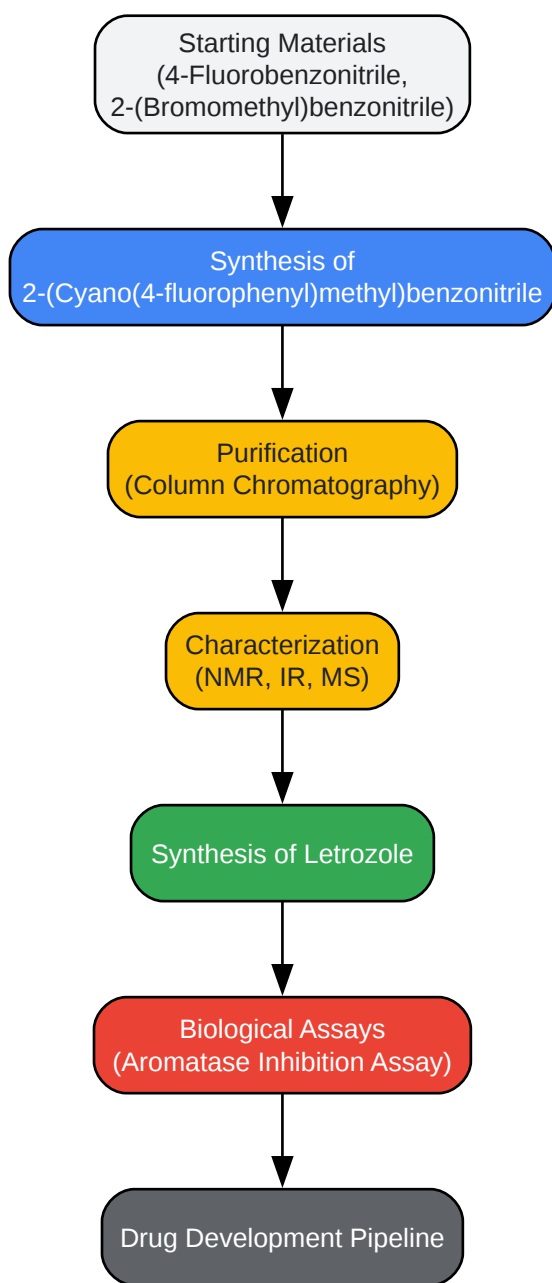 Starting Materials
(4-Fluorobenzonitrile,
2-(Bromomethyl)benzonitrile)
Synthesis of
2-(Cyano(4-fluorophenyl)methyl)benzonitrile
Purification
(Column Chromatography)
Characterization
(NMR, IR, MS)
Synthesis of Letrozole
Biological Assays
(Aromatase Inhibition Assay)
Drug Development Pipeline